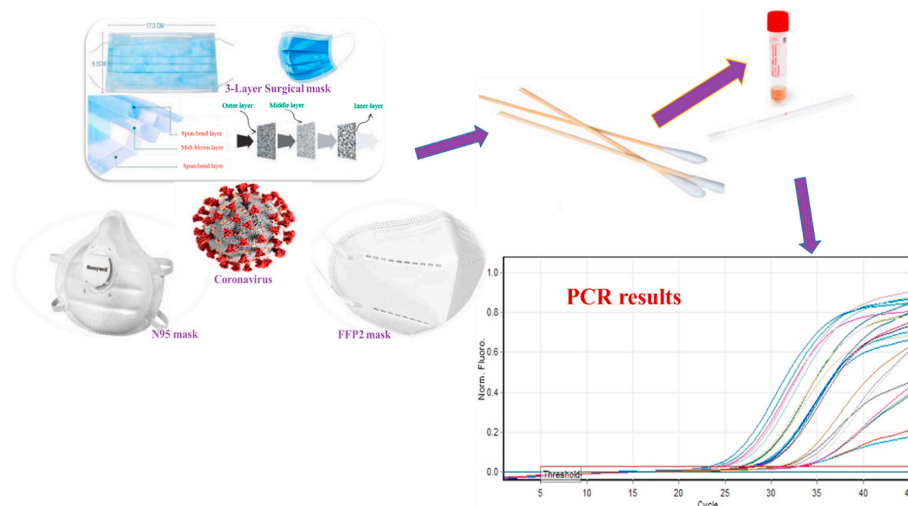 17.3 CM
9.5CM
3-Layer Surgical mask
Outer layer
Middle layer
Inner layer
Spun-bond layer
Melt-blown layer
Spun-bond layer
Honeywell
Coronavirus
N95 mask
FFP2 mask
PCR results
Norm. Fluoro.
1.0
0.8
0.6
0.4
0.2
0.0
Threshold
5
10
15
20
25
30
35
40
45
Cycle